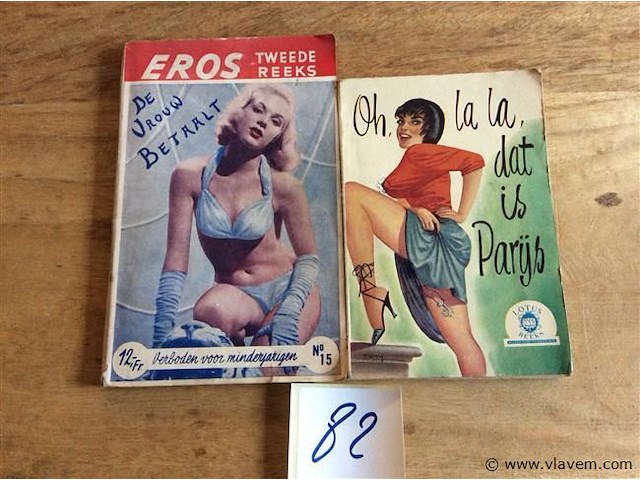 EROS TWEEDE
REEKS
DE
VROUW
BETAALT
12,Fr. Verboden voor minderjarigen No 15
Oh, la la,
dat
is
Parijs
LOTUS
REEKS
82
© www.vlavem.com